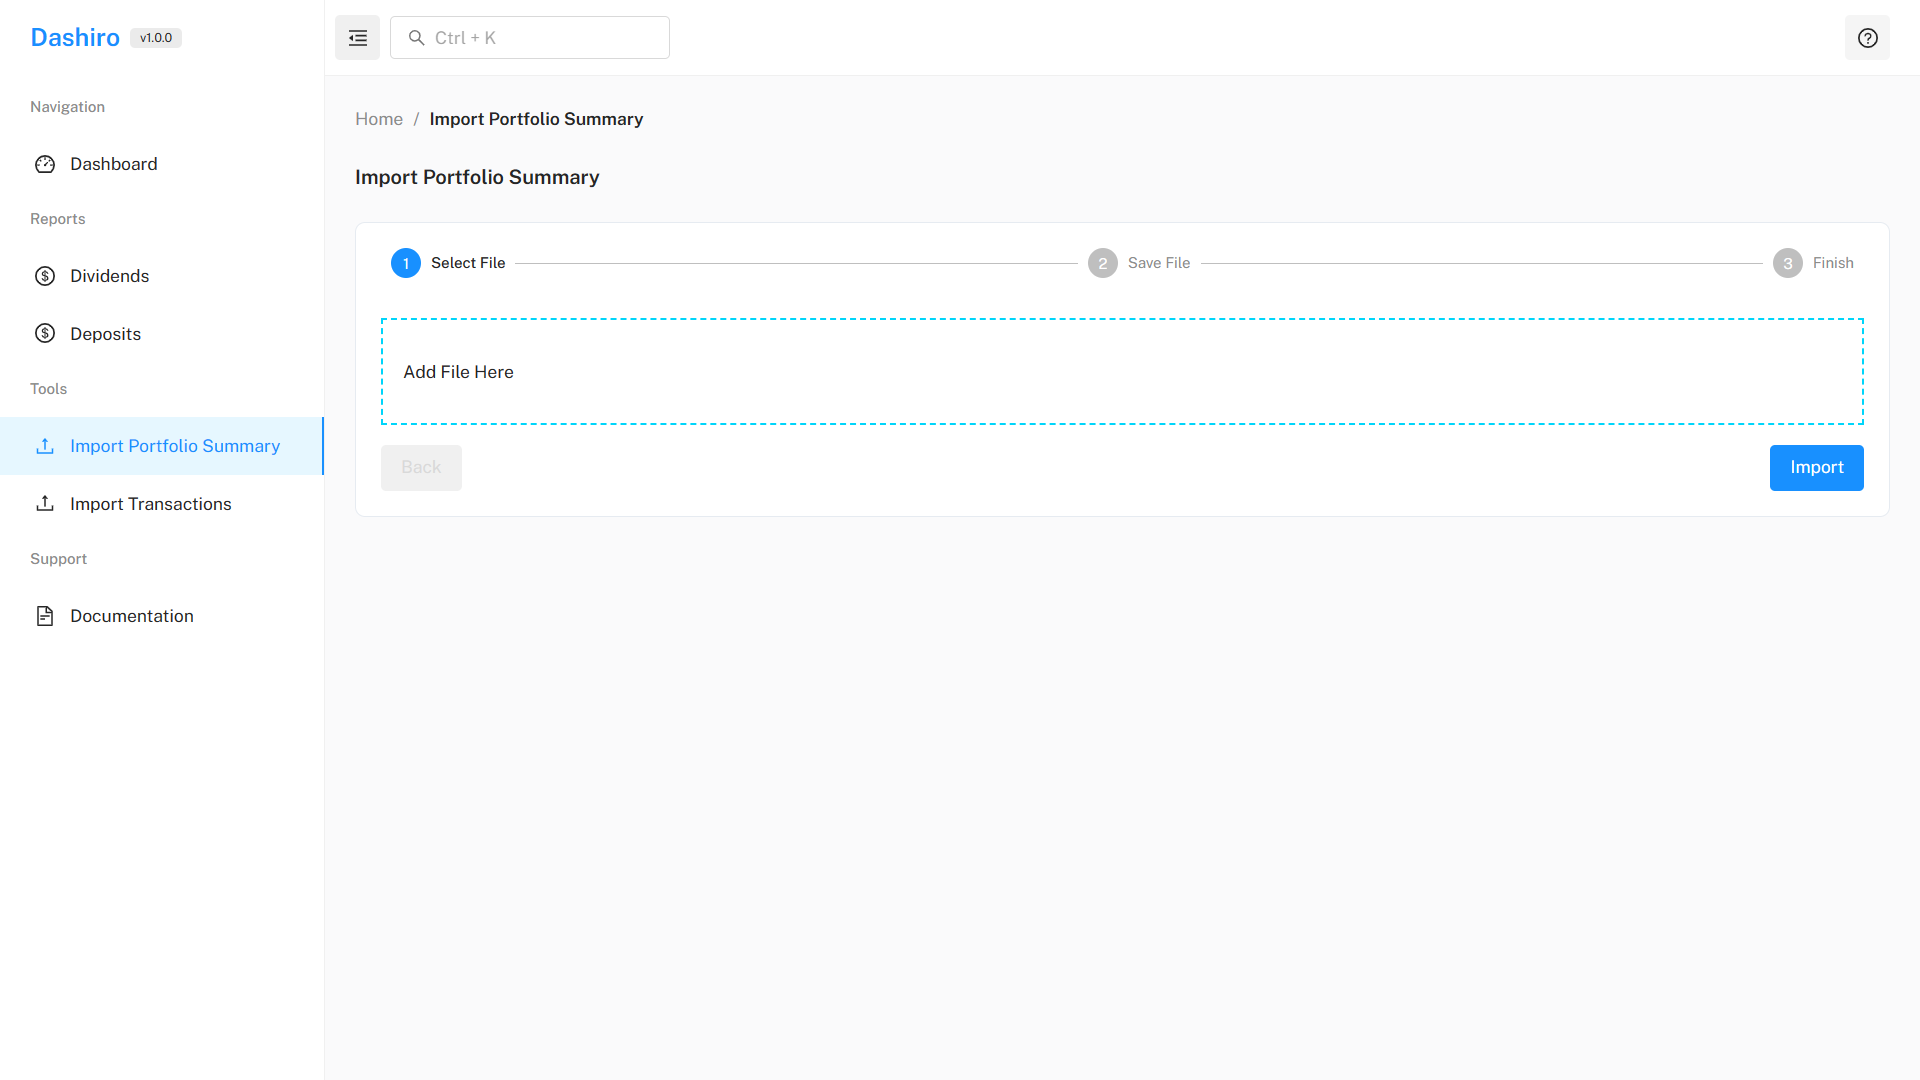 Dashiro v1.0.0
Ctrl + K
Navigation
Dashboard
Reports
Dividends
Deposits
Tools
Import Portfolio Summary
Import Transactions
Support
Documentation
Home / Import Portfolio Summary
Import Portfolio Summary
1 Select File
2 Save File
3 Finish
Add File Here
Back
Import